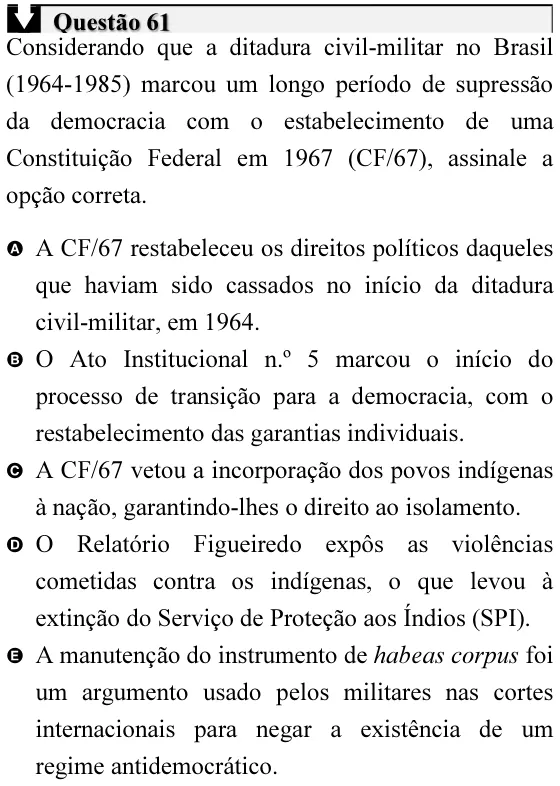 Questão 61
Considerando que a ditadura civil-militar no Brasil
(1964-1985) marcou um longo período de supressão
da democracia com o estabelecimento de uma
Constituição Federal em 1967 (CF/67), assinale a
opção correta.
A A CF/67 restabeleceu os direitos políticos daqueles
que haviam sido cassados no início da ditadura
civil-militar, em 1964.
B O Ato Institucional n.º 5 marcou o início do
processo de transição para a democracia, com o
restabelecimento das garantias individuais.
C A CF/67 vetou a incorporação dos povos indígenas
à nação, garantindo-lhes o direito ao isolamento.
D O Relatório Figueiredo expôs as violências
cometidas contra os indígenas, o que levou à
extinção do Serviço de Proteção aos Índios (SPI).
E A manutenção do instrumento de habeas corpus foi
um argumento usado pelos militares nas cortes
internacionais para negar a existência de um
regime antidemocrático.